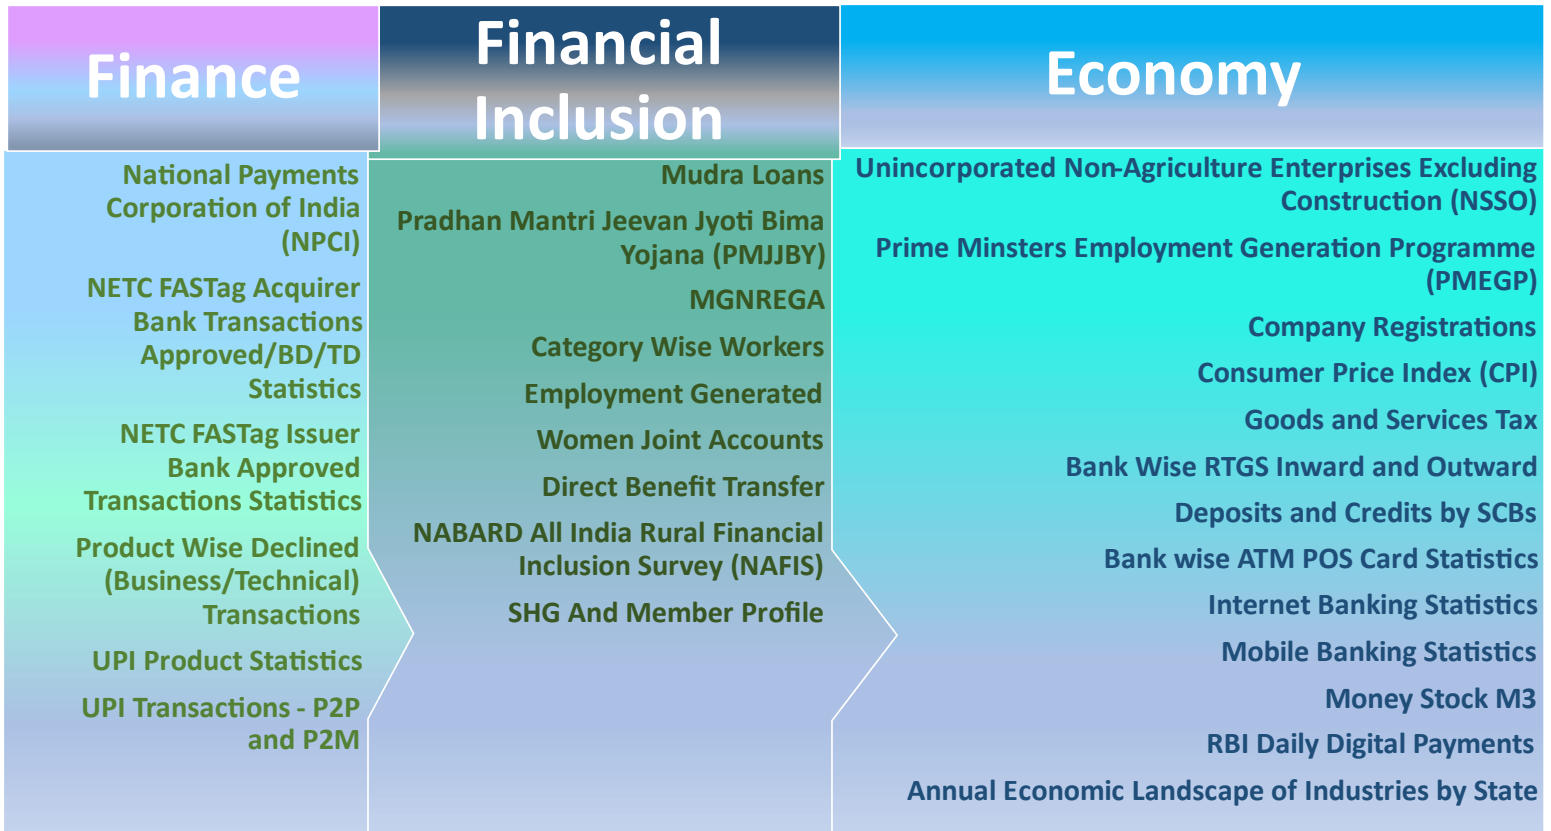 Finance
National Payments
Corporation of India
(NPCI)
NETC FASTag Acquirer
Bank Transactions
Approved/BD/TD
Statistics
NETC FASTag Issuer
Bank Approved
Transactions Statistics
Product Wise Declined
(Business/Technical)
Transactions
UPI Product Statistics
UPI Transactions - P2P
and P2M
Financial
Inclusion
Mudra Loans
Pradhan Mantri Jeevan Jyoti Bima
Yojana (PMJJBY)
MGNREGA
Category Wise Workers
Employment Generated
Women Joint Accounts
Direct Benefit Transfer
NABARD All India Rural Financial
Inclusion Survey (NAFIS)
SHG And Member Profile
Economy
Unincorporated Non-Agriculture Enterprises Excluding
Construction (NSSO)
Prime Minsters Employment Generation Programme
(PMEGP)
Company Registrations
Consumer Price Index (CPI)
Goods and Services Tax
Bank Wise RTGS Inward and Outward
Deposits and Credits by SCBs
Bank wise ATM POS Card Statistics
Internet Banking Statistics
Mobile Banking Statistics
Money Stock M3
RBI Daily Digital Payments
Annual Economic Landscape of Industries by State